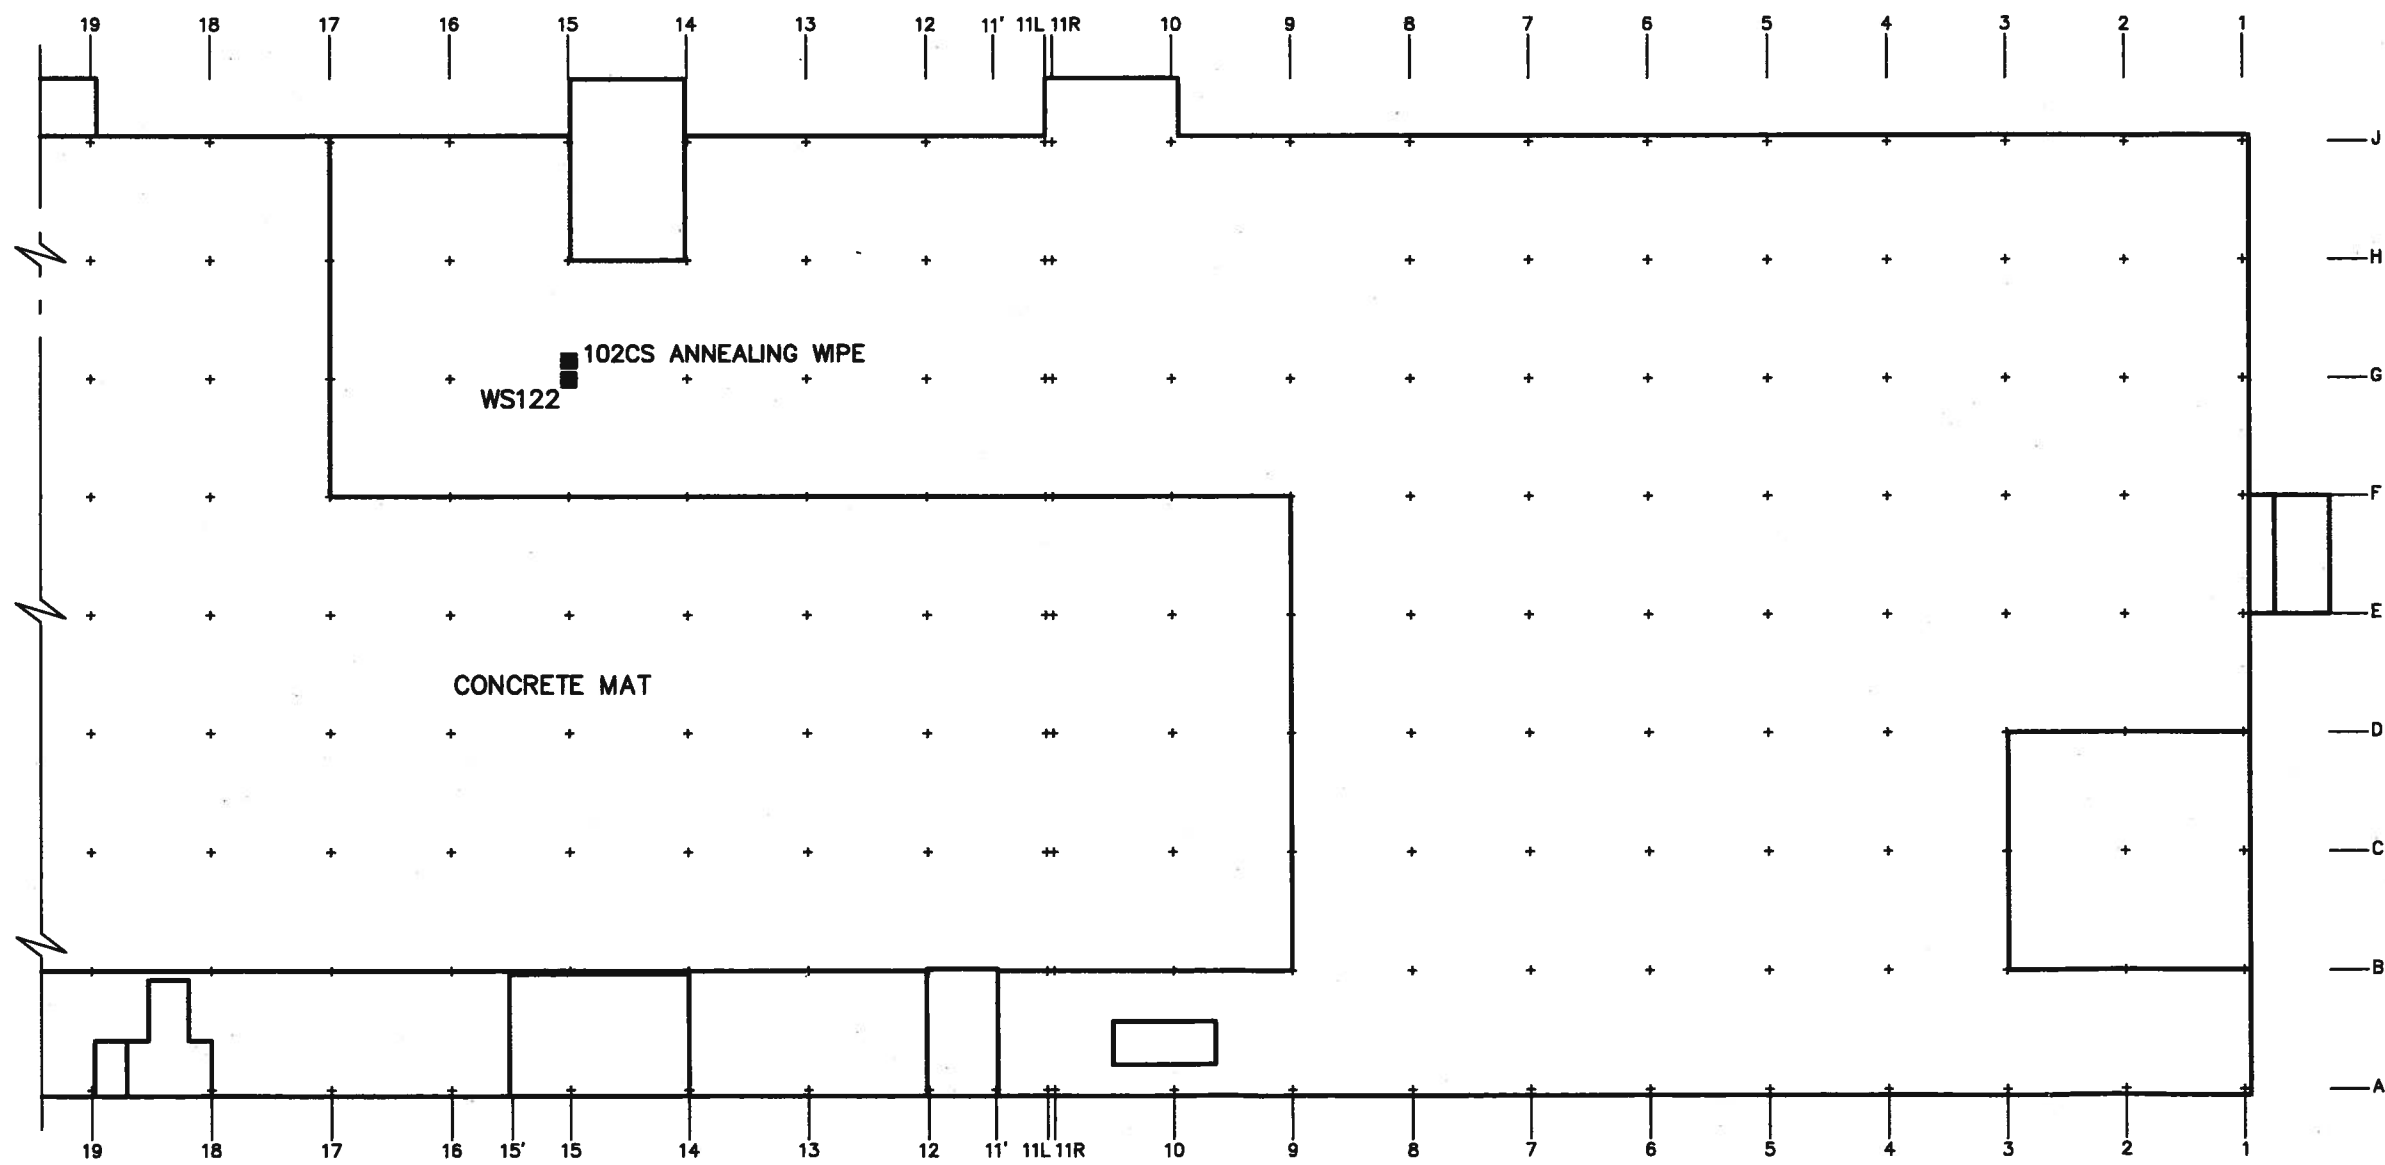 19 18 17 16 15 14 13 12 11' 11L 11R 10 9 8 7 6 5 4 3 2 1
J
H
102CS ANNEALING WIPE
G
WS122
F
E
CONCRETE MAT
D
C
B
A
19 18 17 16 15' 15 14 13 12 11' 11L 11R 10 9 8 7 6 5 4 3 2 1